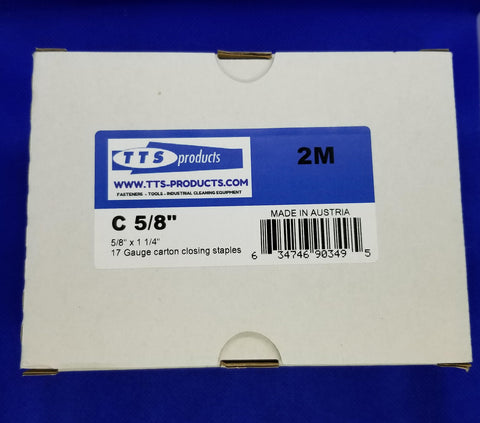 TTS products
2M
WWW.TTS-PRODUCTS.COM
FASTENERS - TOOLS - INDUSTRIAL CLEANING EQUIPMENT
C 5/8"
5/8" x 1 1/4"
17 Gauge carton closing staples
MADE IN AUSTRIA
6 34746 90349 5